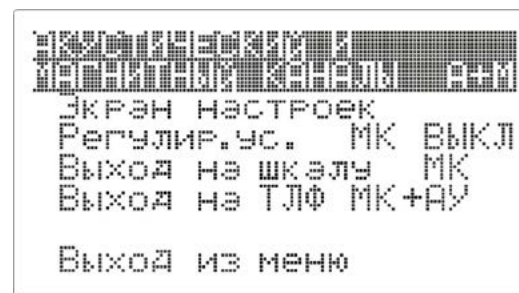 АКУСТИЧЕСКИЙ И
МАГНИТНЫЙ КАНАЛЫ А+М
Экран настроек
Регулир.ус. МК ВЫКЛ
Выход на шкалу МК
Выход на ТЛФ МК+АУ
Выход из меню